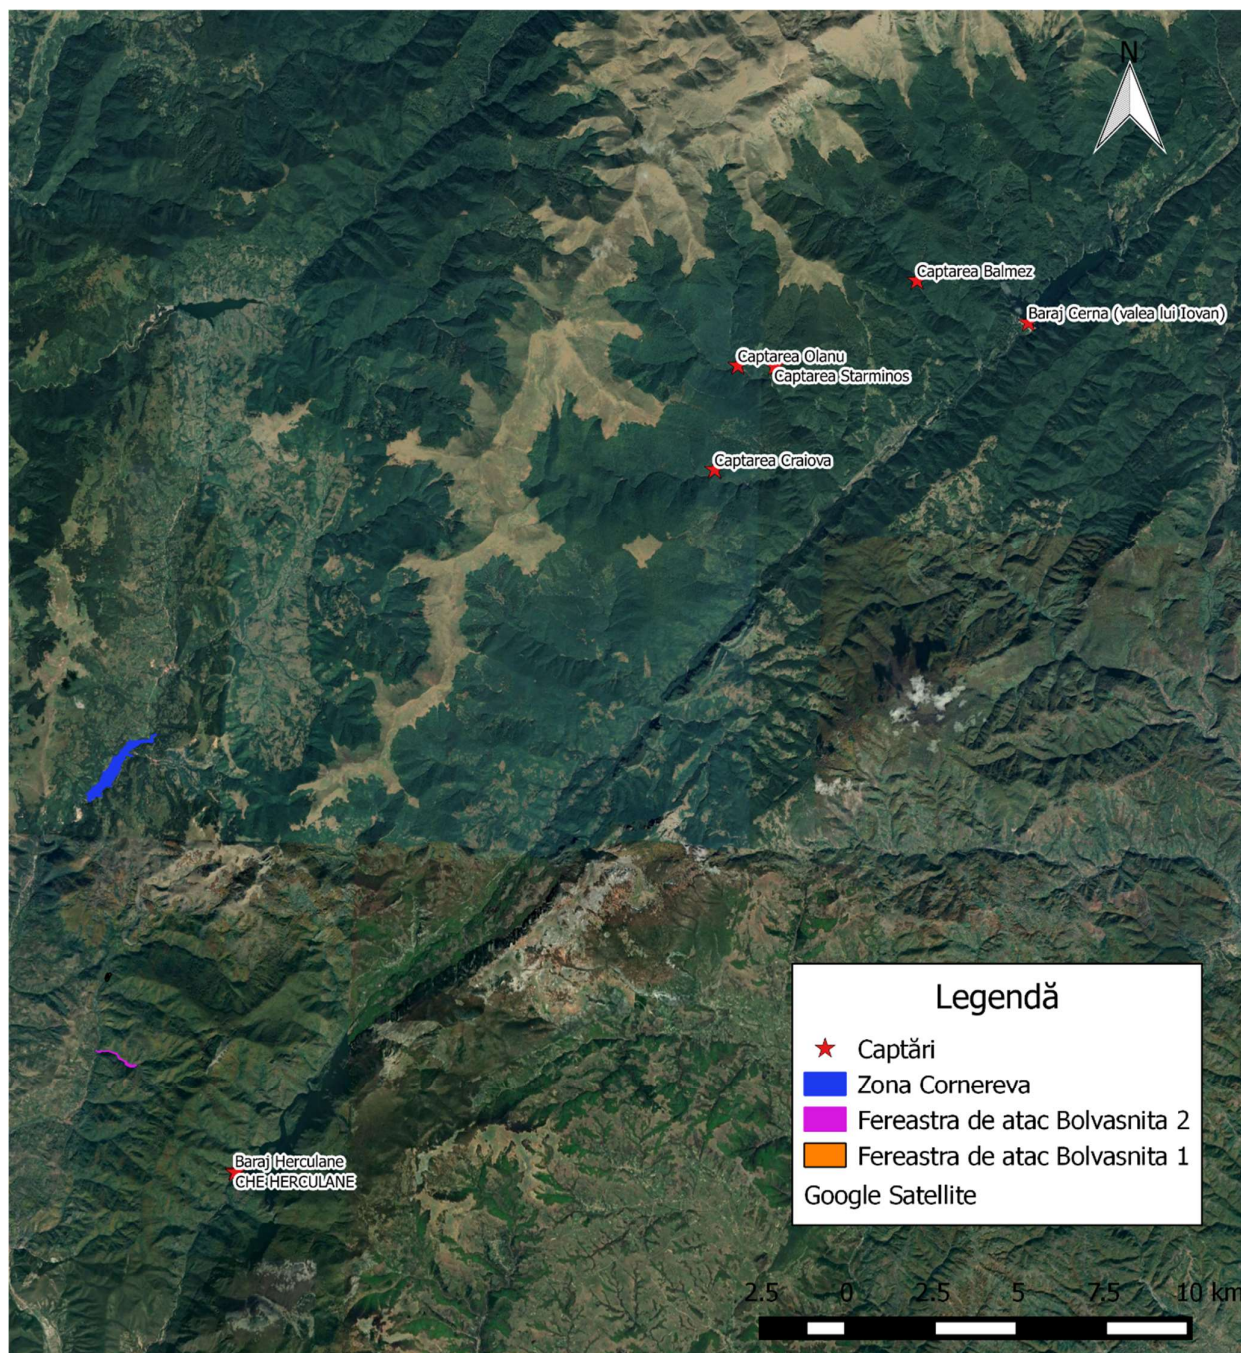 N
Captarea Balmez
Baraj Cerna (valea lui Iovan)
Captarea Olanu
Captarea Starminos
Captarea Craiova
Baraj Herculane
CHE HERCULANE
Legendă
Captări
Zona Cornereva
Fereastra de atac Bolvasnita 2
Fereastra de atac Bolvasnita 1
Google Satellite
2.5 0 2.5 5 7.5 10 km